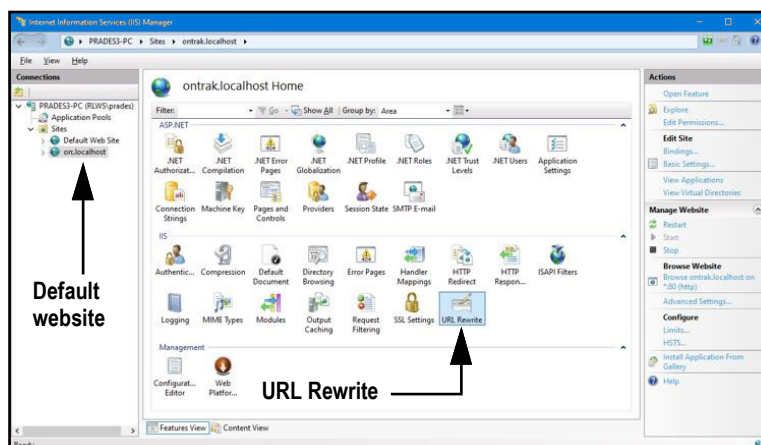 Internet Information Services (IIS) Manager
PRADES3-PC ▸ Sites ▸ ontrak.localhost ▸
File View Help
Connections
PRADES3-PC (RLWS\prades)
Application Pools
Sites
Default Web Site
on.localhost
Default
website
ontrak.localhost Home
Filter: Go Show All Group by: Area
ASP.NET
.NET Authorizat...
.NET Compilation
.NET Error Pages
.NET Globalization
.NET Profile
.NET Roles
.NET Trust Levels
.NET Users
Application Settings
Connection Strings
Machine Key
Pages and Controls
Providers
Session State
SMTP E-mail
IIS
Authentic...
Compression
Default Document
Directory Browsing
Error Pages
Handler Mappings
HTTP Redirect
HTTP Respon...
ISAPI Filters
Logging
MIME Types
Modules
Output Caching
Request Filtering
SSL Settings
URL Rewrite
Management
Configurat... Editor
Web Platfor...
URL Rewrite
Features View Content View
Actions
Open Feature
Explore
Edit Permissions...
Edit Site
Bindings...
Basic Settings...
View Applications
View Virtual Directories
Manage Website
Restart
Start
Stop
Browse Website
Browse ontrak.localhost on
*:80 (http)
Advanced Settings...
Configure
Limits...
HSTS...
Install Application From
Gallery
Help
Ready